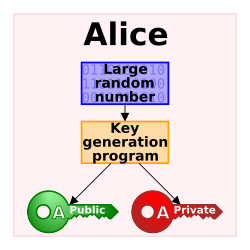 Alice
Large
random
number
Key
generation
program
A Public
A Private